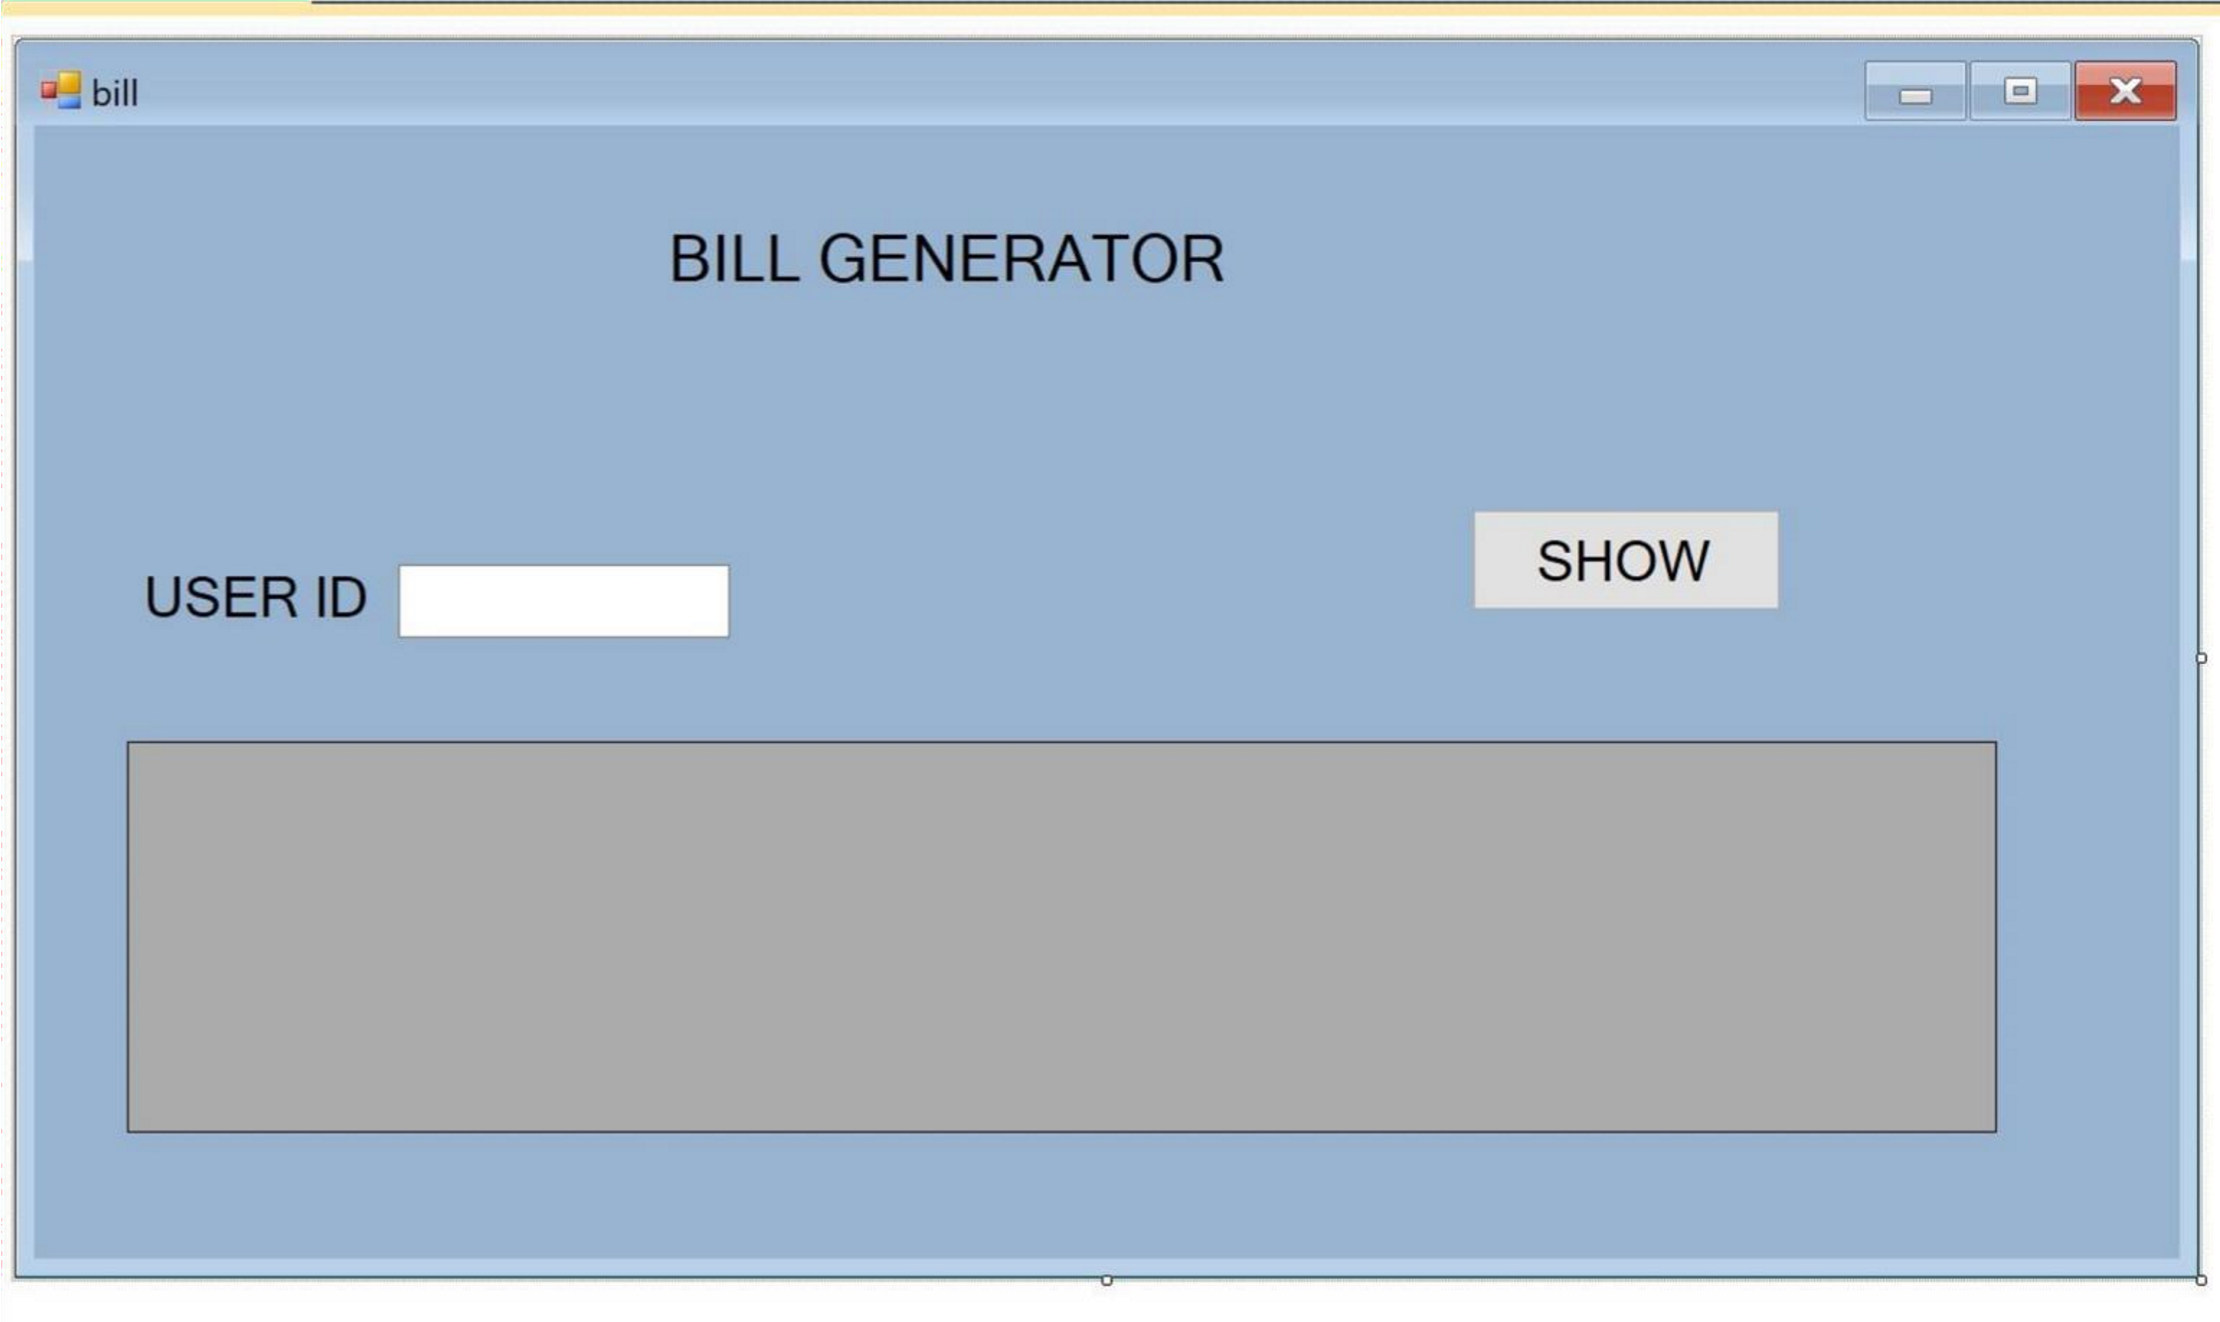 bill
BILL GENERATOR
SHOW
USER ID